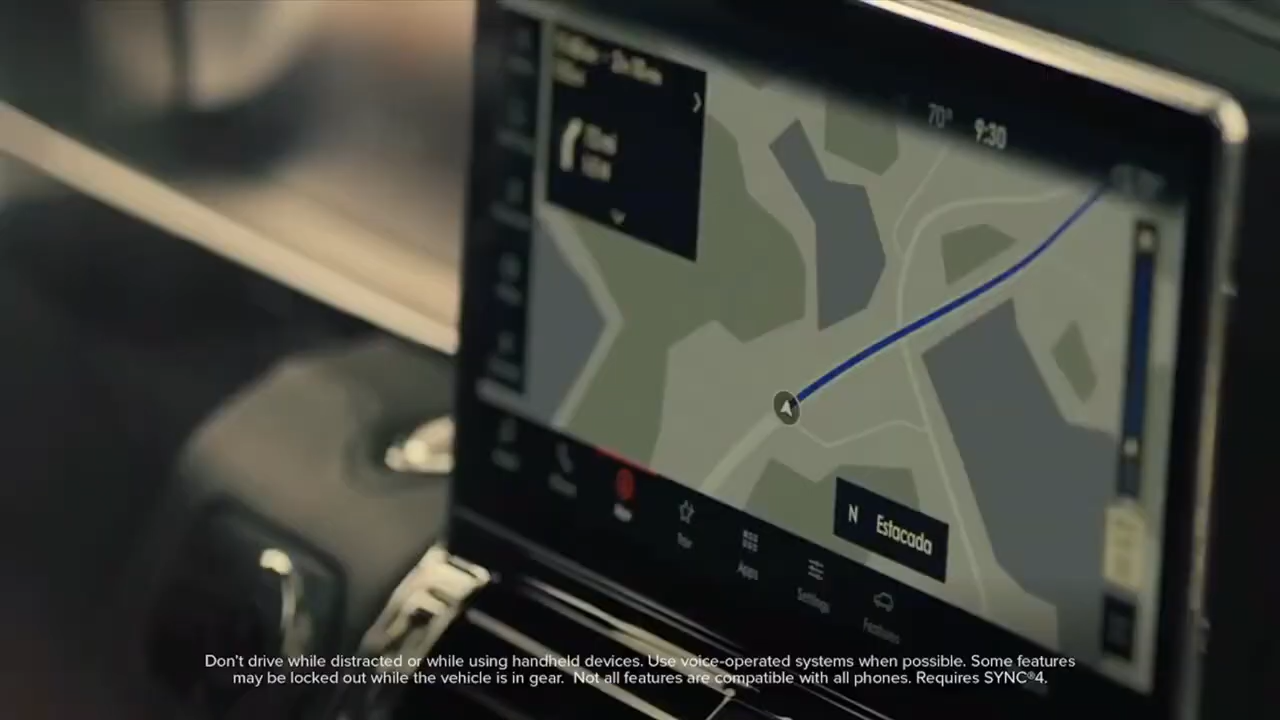 70°
9:30
N Estacada
Nav
Apps
Settings
Features
Don't drive while distracted or while using handheld devices. Use voice-operated systems when possible. Some features
may be locked out while the vehicle is in gear. Not all features are compatible with all phones. Requires SYNC®4.